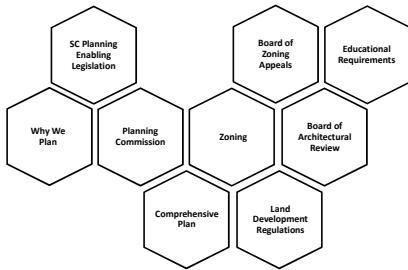 SC Planning
Enabling
Legislation
Board of
Zoning
Appeals
Educational
Requirements
Why We
Plan
Planning
Commission
Zoning
Board of
Architectural
Review
Comprehensive
Plan
Land
Development
Regulations